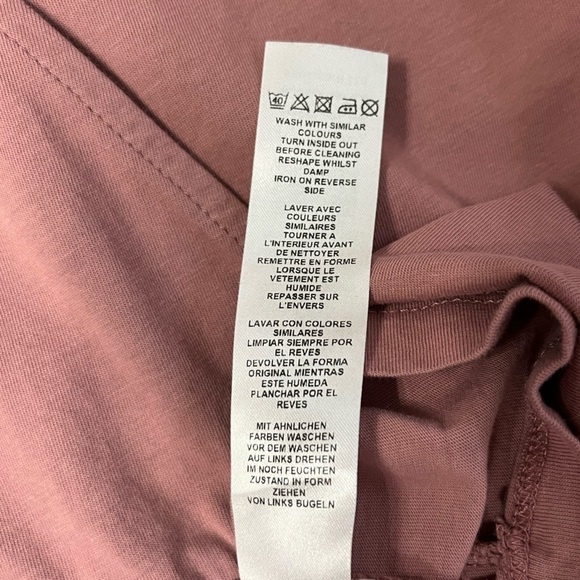 40
WASH WITH SIMILAR
COLOURS
TURN INSIDE OUT
BEFORE CLEANING
RESHAPE WHILST
DAMP
IRON ON REVERSE
SIDE
LAVER AVEC
COULEURS
SIMILAIRES
TOURNER A
L'INTERIEUR AVANT
DE NETTOYER
REMETTRE EN FORME
LORSQUE LE
VETEMENT EST
HUMIDE
REPASSER SUR
L'ENVERS
LAVAR CON COLORES
SIMILARES
LIMPIAR SIEMPRE POR
EL REVES
DEVOLVER LA FORMA
ORIGINAL MIENTRAS
ESTE HUMEDA
PLANCHAR POR EL
REVES
MIT AHNLICHEN
FARBEN WASCHEN
VOR DEM WASCHEN
AUF LINKS DREHEN
IM NOCH FEUCHTEN
ZUSTAND IN FORM
ZIEHEN
VON LINKS BUGELN